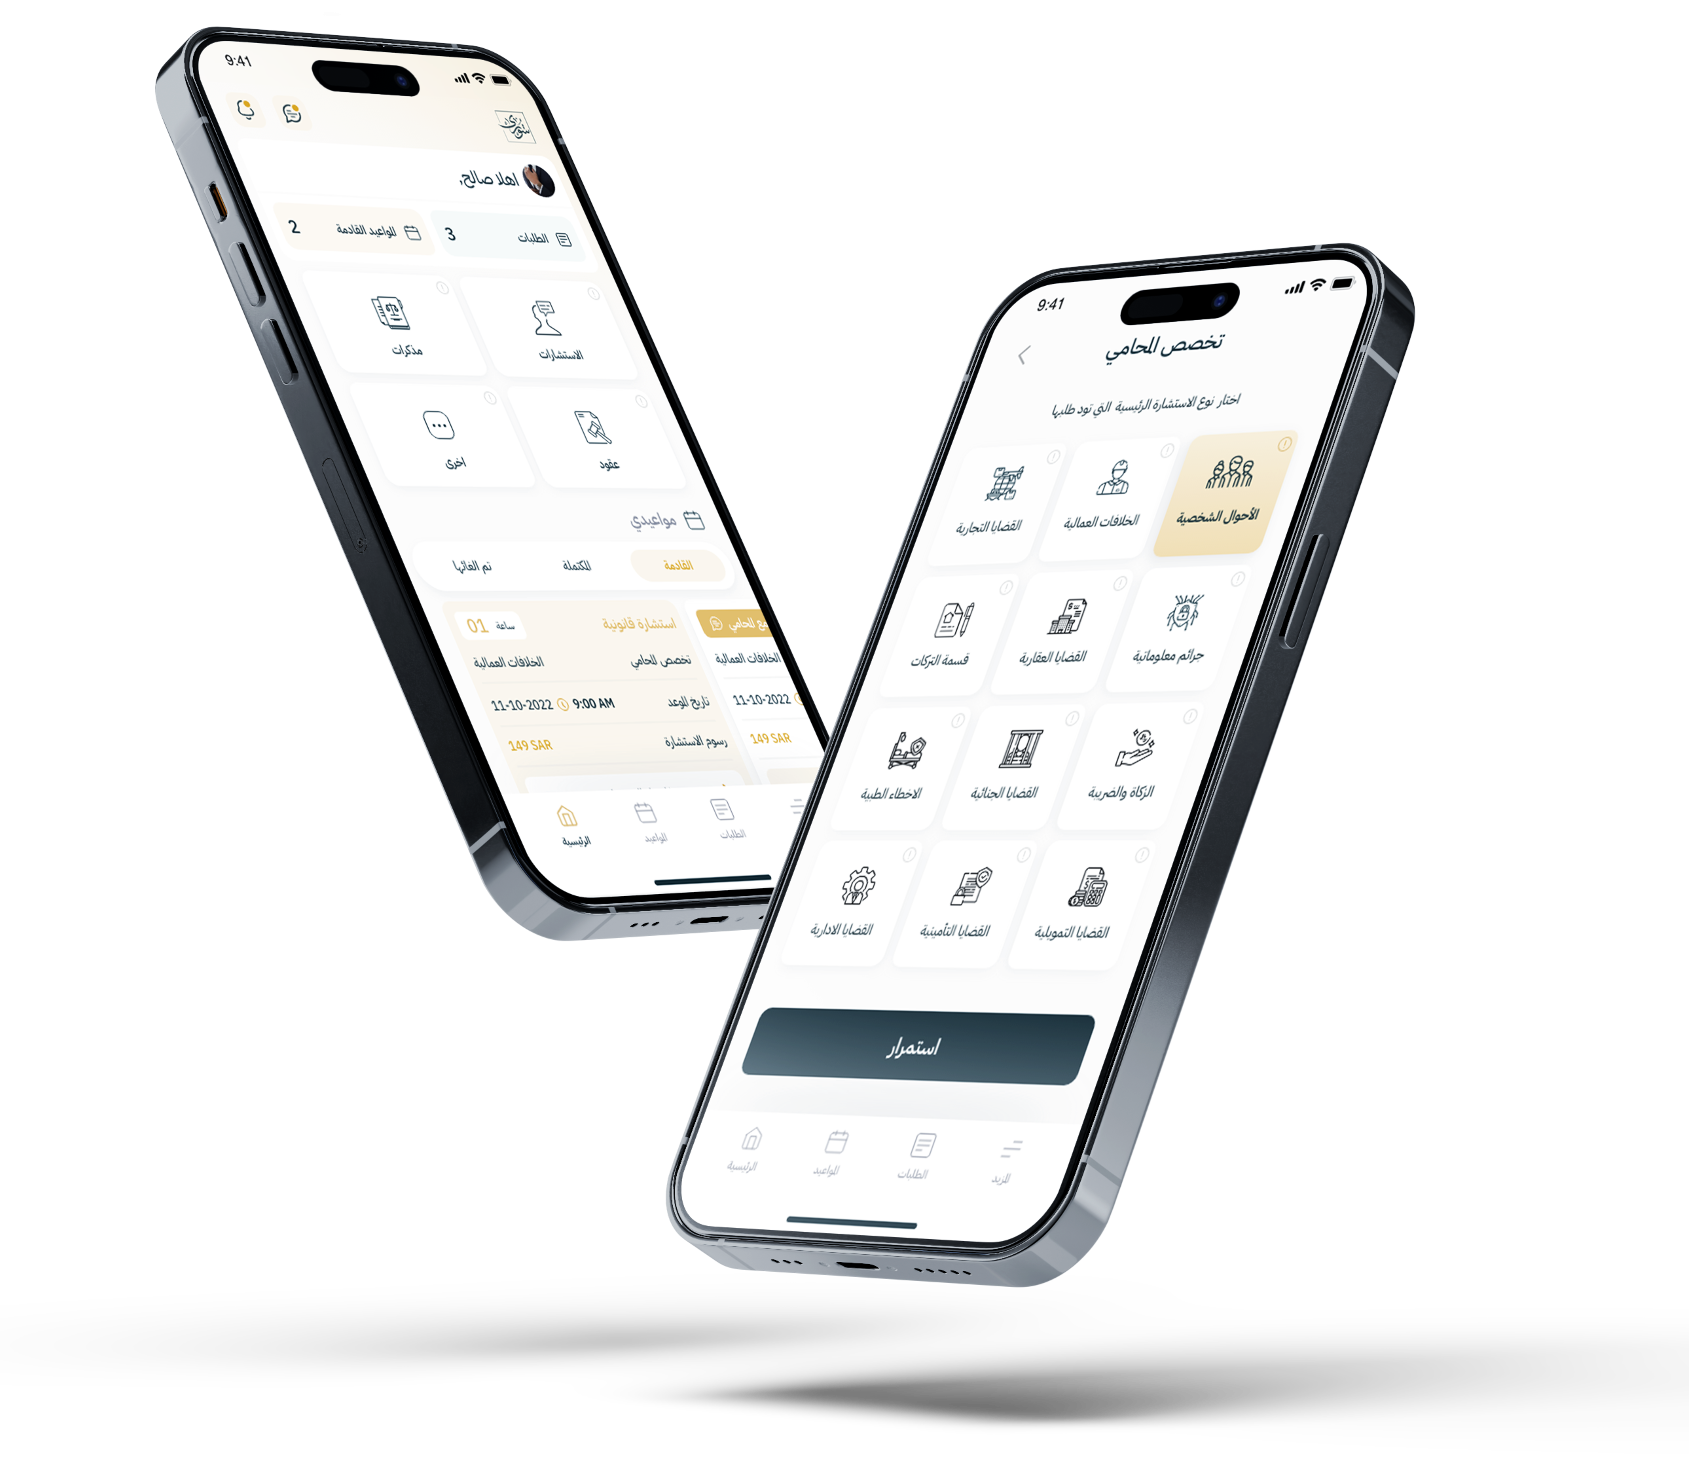 9:41
شورى
اهلا صالح,
الطلبات 3
المواعيد القادمة 2
الاستشارات
مذكرات
عقود
اخرى
مواعيدي
القادمة
المكتملة
تم الغائها
استشارة قانونية
ساعة 01
تخصص المحامي
الخلافات العمالية
تاريخ الموعد
9:00 AM 11-10-2022
رسوم الاستشارة
149 SAR
مع المحامي
الخلافات العمالية
11-10-2022
149 SAR
الرئيسية
المواعيد
الطلبات
9:41
تخصص المحامي
اختار نوع الاستشارة الرئيسية التي تود طلبها
الأحوال الشخصية
الخلافات العمالية
القضايا التجارية
جرائم معلوماتية
القضايا العقارية
قسمة التركات
الزكاة والضريبة
القضايا الجنائية
الاخطاء الطبية
القضايا التمويلية
القضايا التأمينية
القضايا الادارية
استمرار
الرئيسية
المواعيد
الطلبات
المزيد